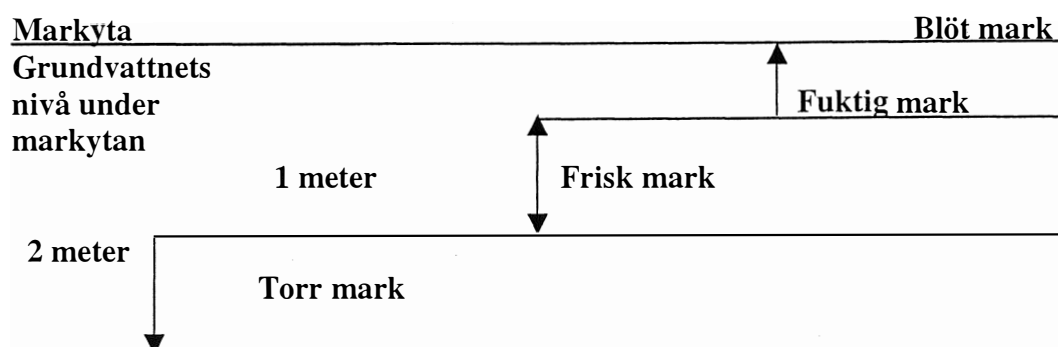 Markyta Blöt mark
Grundvattnets
nivå under Fuktig mark
markytan
1 meter Frisk mark
2 meter
Torr mark